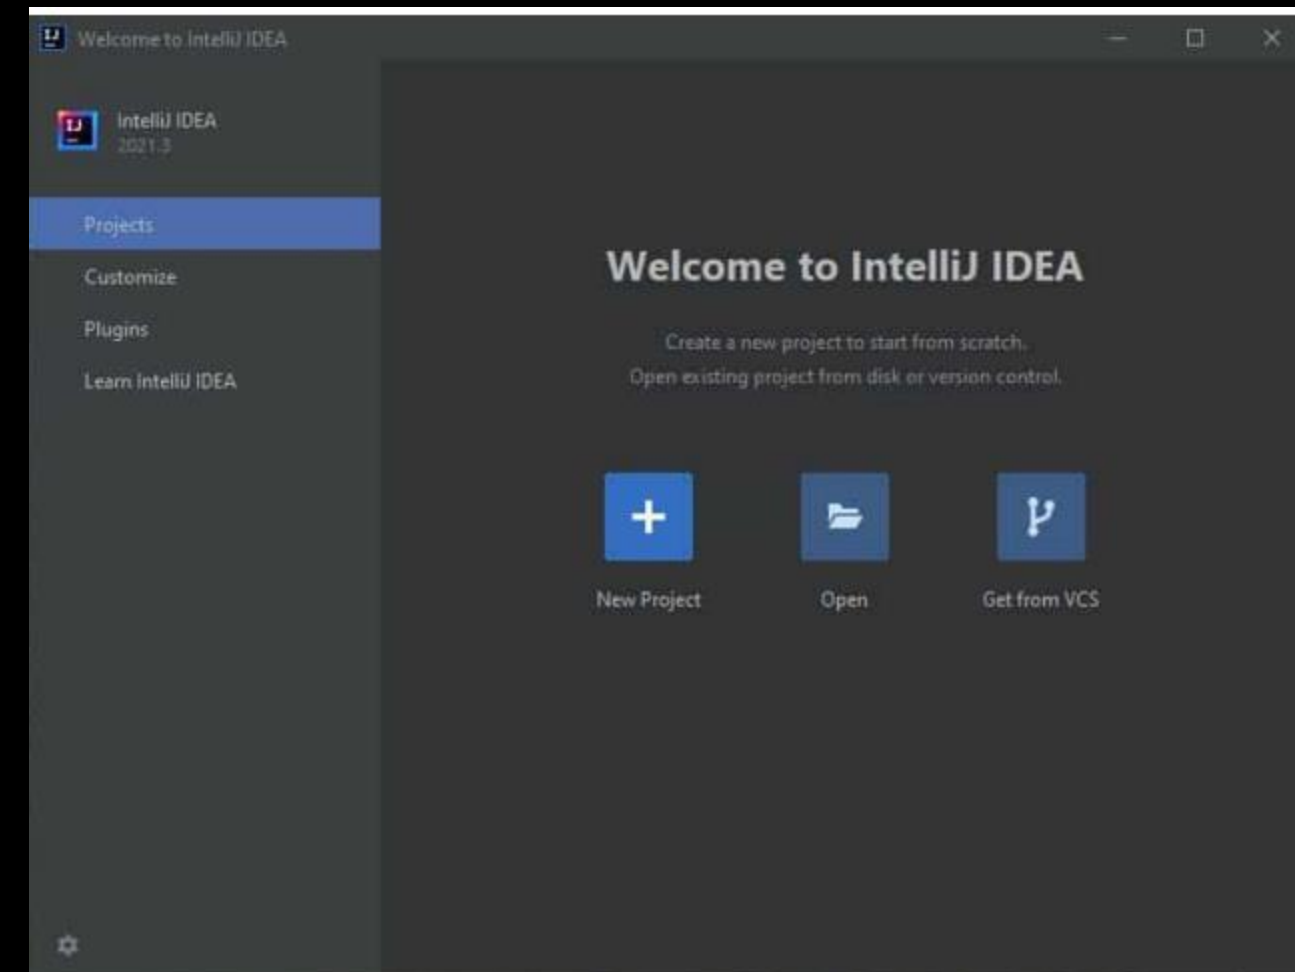 Welcome to IntelliJ IDEA
IntelliJ IDEA
2021.3
Projects
Customize
Plugins
Learn IntelliJ IDEA
Welcome to IntelliJ IDEA
Create a new project to start from scratch.
Open existing project from disk or version control.
New Project
Open
Get from VCS